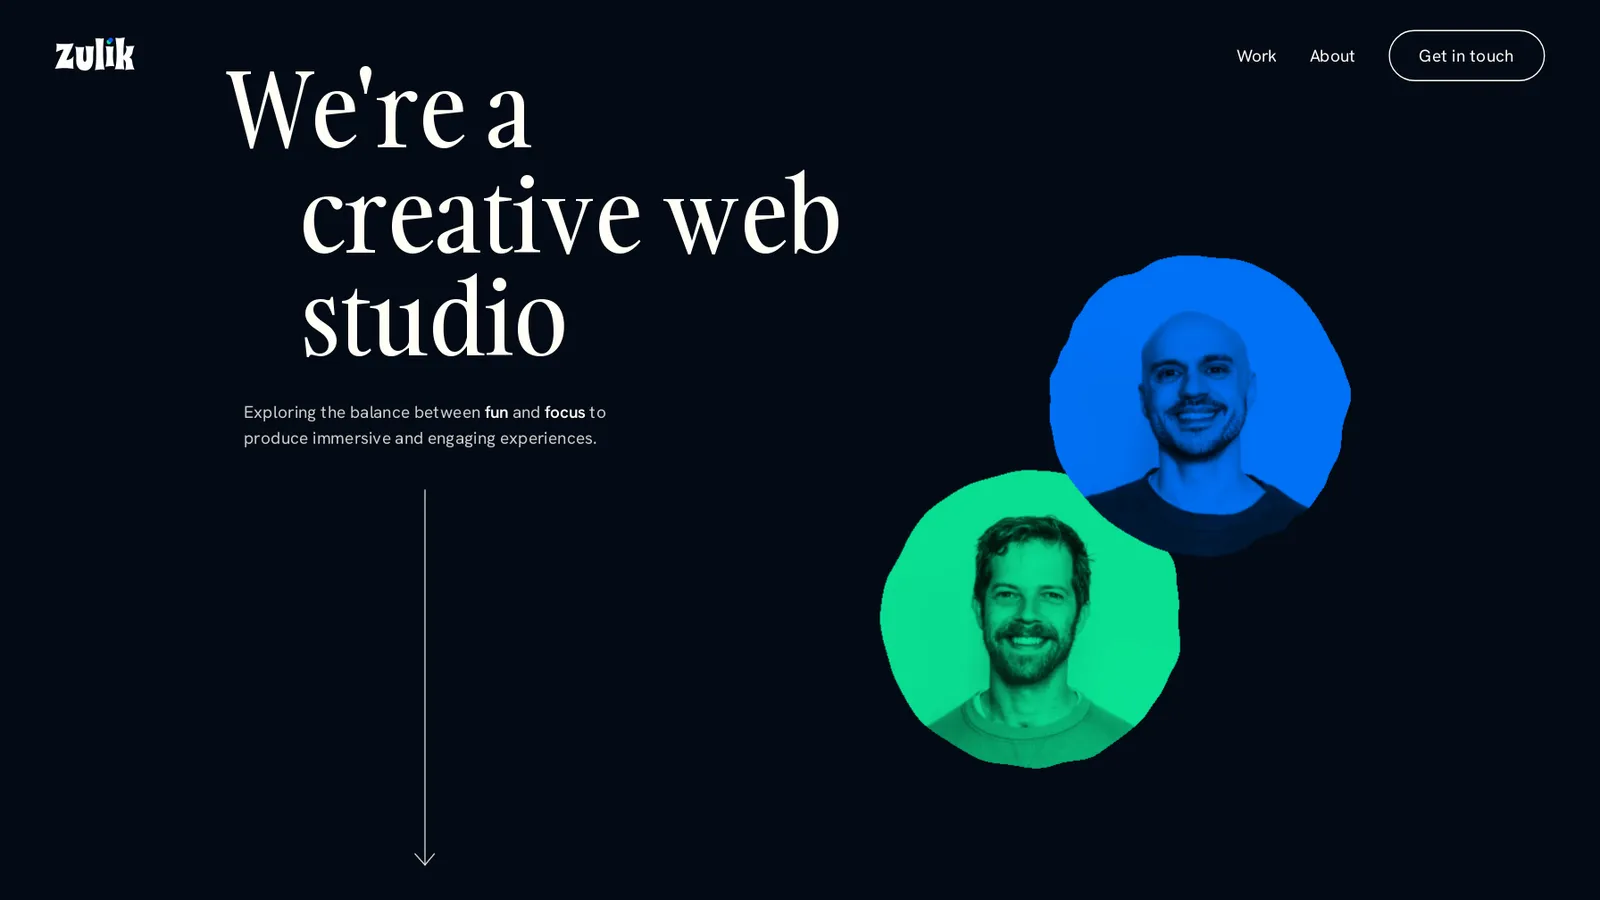 Zulik
Work
About
Get in touch
We're a
creative web
studio
Exploring the balance between fun and focus to
produce immersive and engaging experiences.